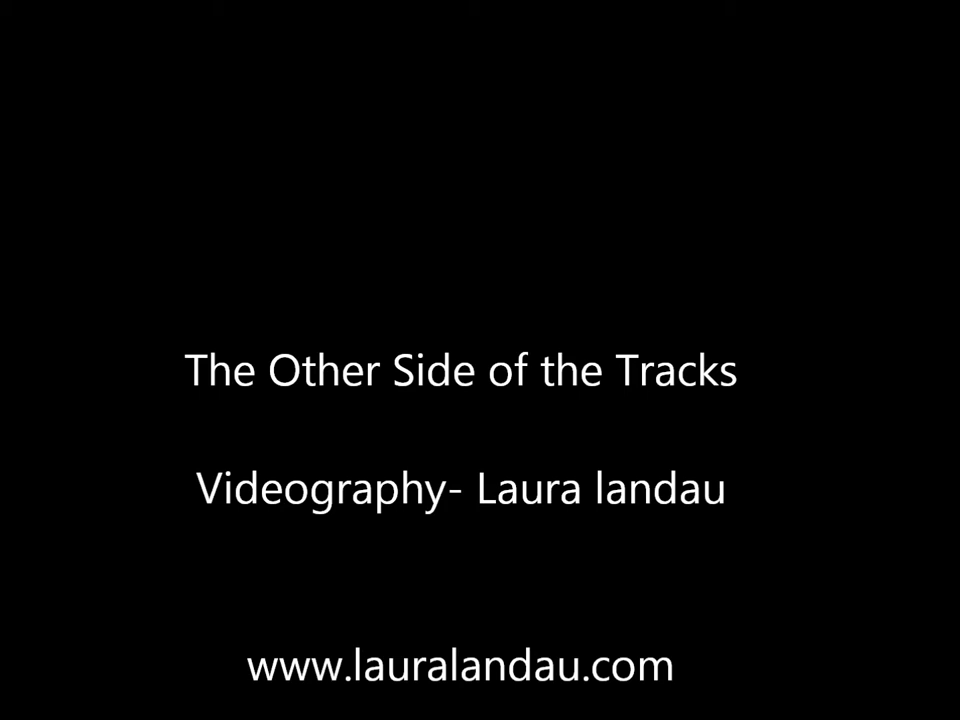 The Other Side of the Tracks
Videography- Laura landau
www.lauralandau.com